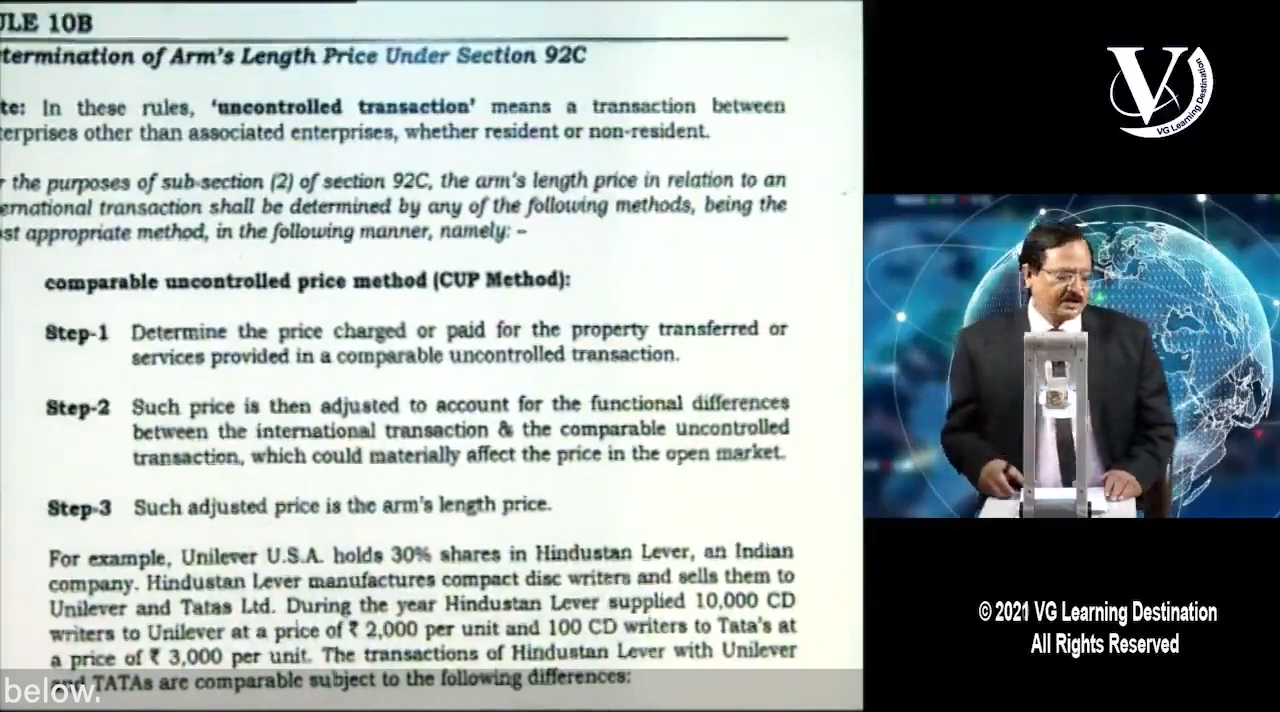 ULE 10B
termination of Arm's Length Price Under Section 92C
te: In these rules, 'uncontrolled transaction' means a transaction between
terprises other than associated enterprises, whether resident or non-resident.
r the purposes of sub-section (2) of section 92C, the arm's length price in relation to an
ernational transaction shall be determined by any of the following methods, being the
st appropriate method, in the following manner, namely: –
comparable uncontrolled price method (CUP Method):
Step-1 Determine the price charged or paid for the property transferred or
services provided in a comparable uncontrolled transaction.
Step-2 Such price is then adjusted to account for the functional differences
between the international transaction & the comparable uncontrolled
transaction, which could materially affect the price in the open market.
Step-3 Such adjusted price is the arm's length price.
For example, Unilever U.S.A. holds 30% shares in Hindustan Lever, an Indian
company. Hindustan Lever manufactures compact disc writers and sells them to
Unilever and Tatas Ltd. During the year Hindustan Lever supplied 10,000 CD
writers to Unilever at a price of ₹ 2,000 per unit and 100 CD writers to Tata's at
a price of ₹ 3,000 per unit. The transactions of Hindustan Lever with Unilever
and TATAs are comparable subject to the following differences:
below.
V
VG Learning Destination
© 2021 VG Learning Destination
All Rights Reserved